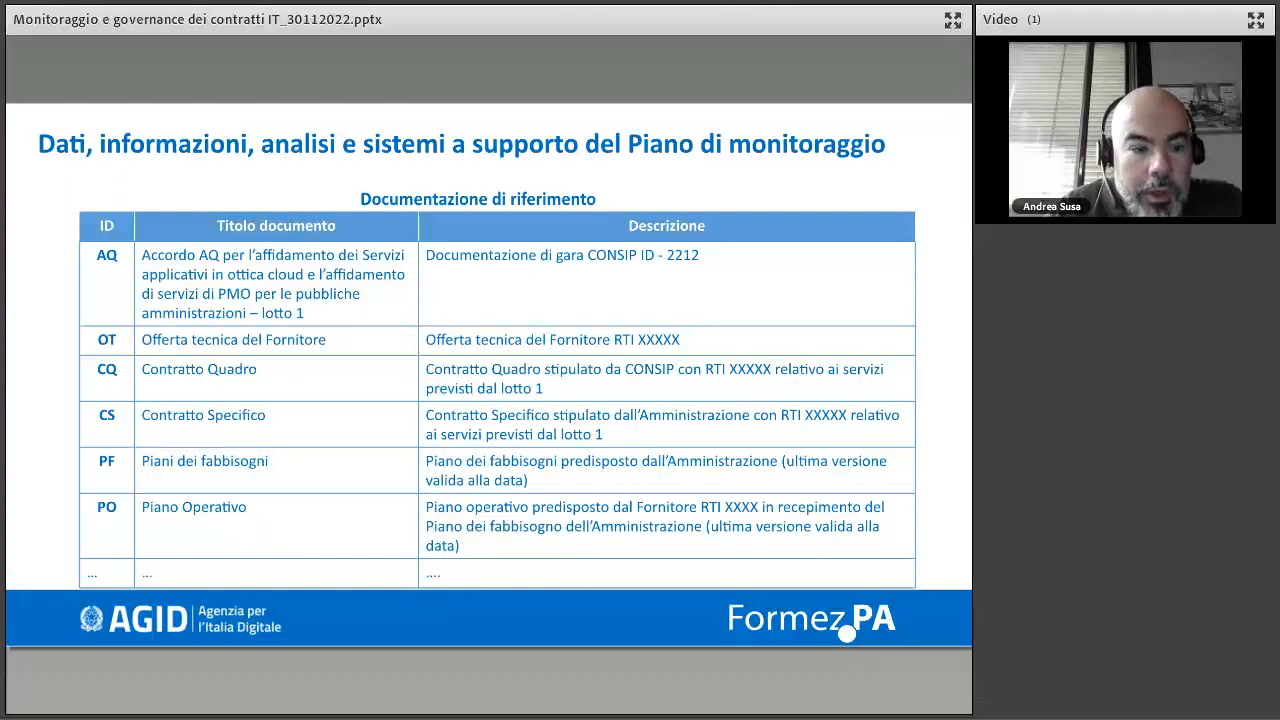 Monitoraggio e governance dei contratti IT_30112022.pptx
Video (1)
Andrea Susa
Dati, informazioni, analisi e sistemi a supporto del Piano di monitoraggio
Documentazione di riferimento
ID Titolo documento Descrizione
AQ Accordo AQ per l’affidamento dei Servizi Documentazione di gara CONSIP ID - 2212
applicativi in ottica cloud e l’affidamento
di servizi di PMO per le pubbliche
amministrazioni – lotto 1
OT Offerta tecnica del Fornitore Offerta tecnica del Fornitore RTI XXXXX
CQ Contratto Quadro Contratto Quadro stipulato da CONSIP con RTI XXXXX relativo ai servizi
previsti dal lotto 1
CS Contratto Specifico Contratto Specifico stipulato dall’Amministrazione con RTI XXXXX relativo
ai servizi previsti dal lotto 1
PF Piani dei fabbisogni Piano dei fabbisogni predisposto dall’Amministrazione (ultima versione
valida alla data)
PO Piano Operativo Piano operativo predisposto dal Fornitore RTI XXXX in recepimento del
Piano dei fabbisogno dell’Amministrazione (ultima versione valida alla
data)
... ... ....
AGID Agenzia per
l’Italia Digitale
Formez PA